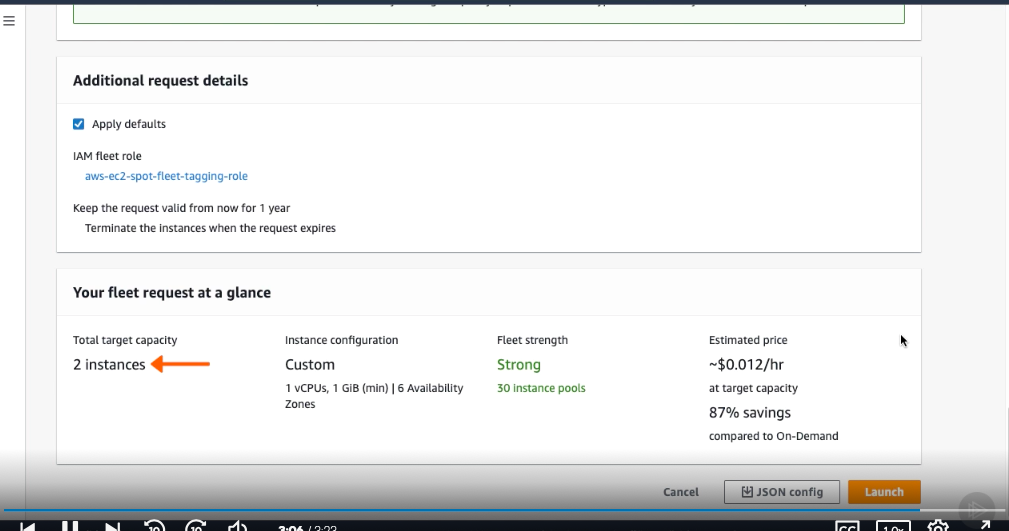 Additional request details
Apply defaults
IAM fleet role
aws-ec2-spot-fleet-tagging-role
Keep the request valid from now for 1 year
Terminate the instances when the request expires
Your fleet request at a glance
Total target capacity
2 instances
Instance configuration
Custom
1 vCPUs, 1 GiB (min) | 6 Availability
Zones
Fleet strength
Strong
30 instance pools
Estimated price
~$0.012/hr
at target capacity
87% savings
compared to On-Demand
Cancel
JSON config
Launch
10
10
3:06 / 3:23
CC
1.0x